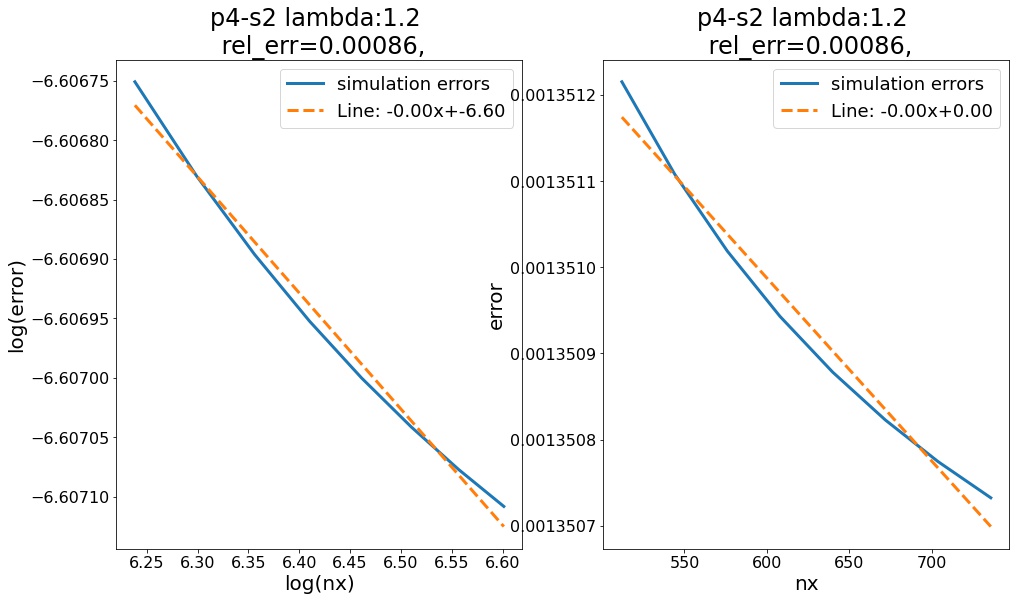 p4-s2 lambda:1.2
rel_err=0.00086,
simulation errors
Line: -0.00x+-6.60
log(error)
−6.60675
−6.60680
−6.60685
−6.60690
−6.60695
−6.60700
−6.60705
−6.60710
6.25 6.30 6.35 6.40 6.45 6.50 6.55 6.60
log(nx)
p4-s2 lambda:1.2
rel_err=0.00086,
simulation errors
Line: -0.00x+0.00
error
0.0013512
0.0013511
0.0013510
0.0013509
0.0013508
0.0013507
550 600 650 700
nx